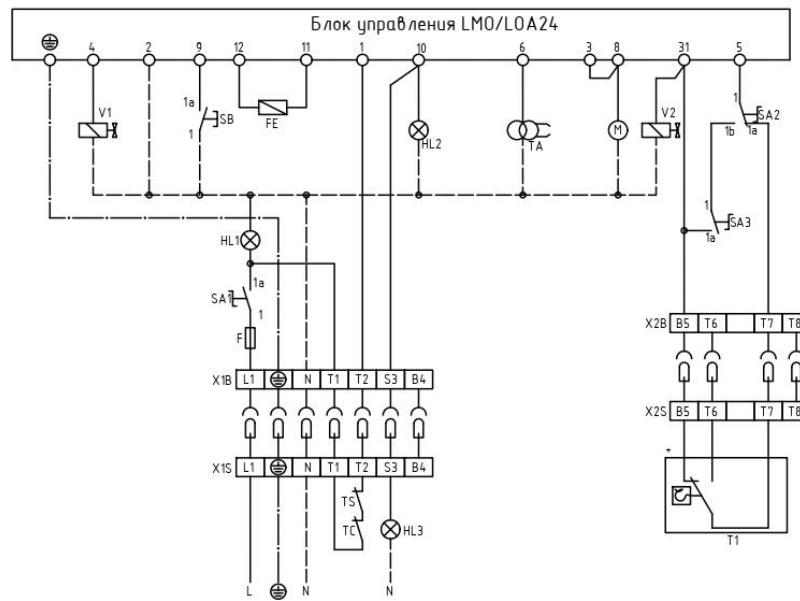 Блок управления LMO/LOA24
4 2 9 12 11 1 10 6 3 8 31 5
V1 1a SB FE HL2 TA M V2 1 SA2
1 1b 1a
1 SA3
1a
HL1
1a
SA1
1
F
X2B B5 T6 T7 T8
X1B L1 N T1 T2 S3 B4
X2S B5 T6 T7 T8
X1S L1 N T1 T2 S3 B4
TS
TC HL3
T1
L N N